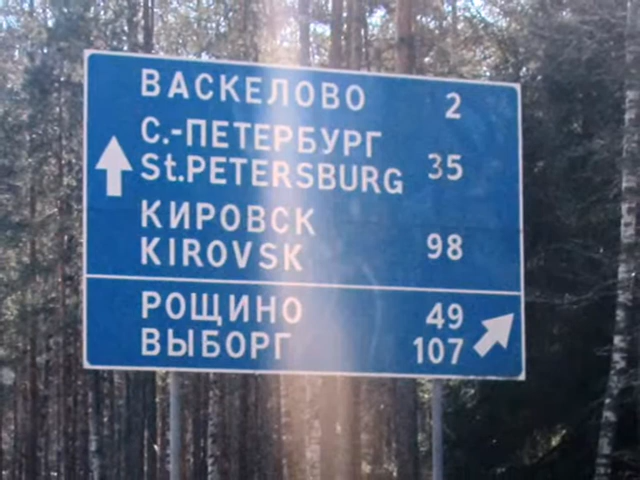 ВАСКЕЛОВО 2
С.-ПЕТЕРБУРГ
St.PETERSBURG 35
КИРОВСК
KIROVSK 98
РОЩИНО 49
ВЫБОРГ 107